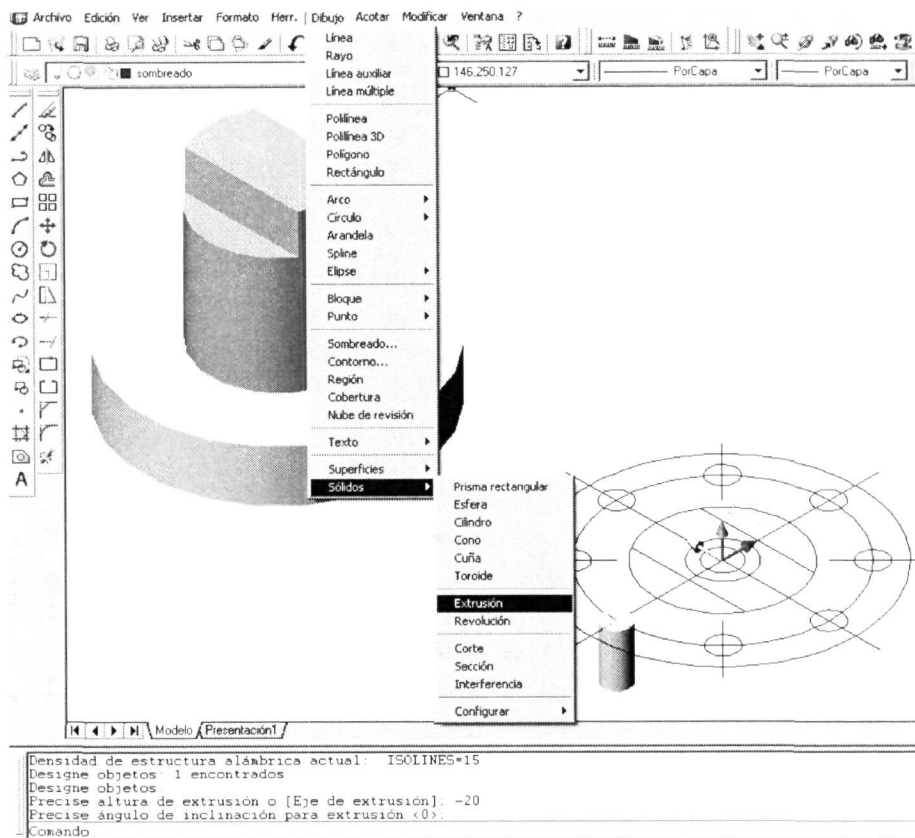 Archivo Edición Ver Insertar Formato Herr. Dibujo Acotar Modificar Ventana ?
sombreado
146,250,127
PorCapa
PorCapa
Línea
Rayo
Línea auxiliar
Línea múltiple
Polilínea
Polilínea 3D
Polígono
Rectángulo
Arco
Círculo
Arandela
Spline
Elipse
Bloque
Punto
Sombreado...
Contorno...
Región
Cobertura
Nube de revisión
Texto
Superficies
Sólidos
Prisma rectangular
Esfera
Cilindro
Cono
Cuña
Toroide
Extrusión
Revolución
Corte
Sección
Interferencia
Configurar
A
Modelo Presentación1
Densidad de estructura alámbrica actual: ISOLINES=15
Designe objetos: 1 encontrados
Designe objetos:
Precise altura de extrusión o [Eje de extrusión]: -20
Precise ángulo de inclinación para extrusión <0>:
Comando